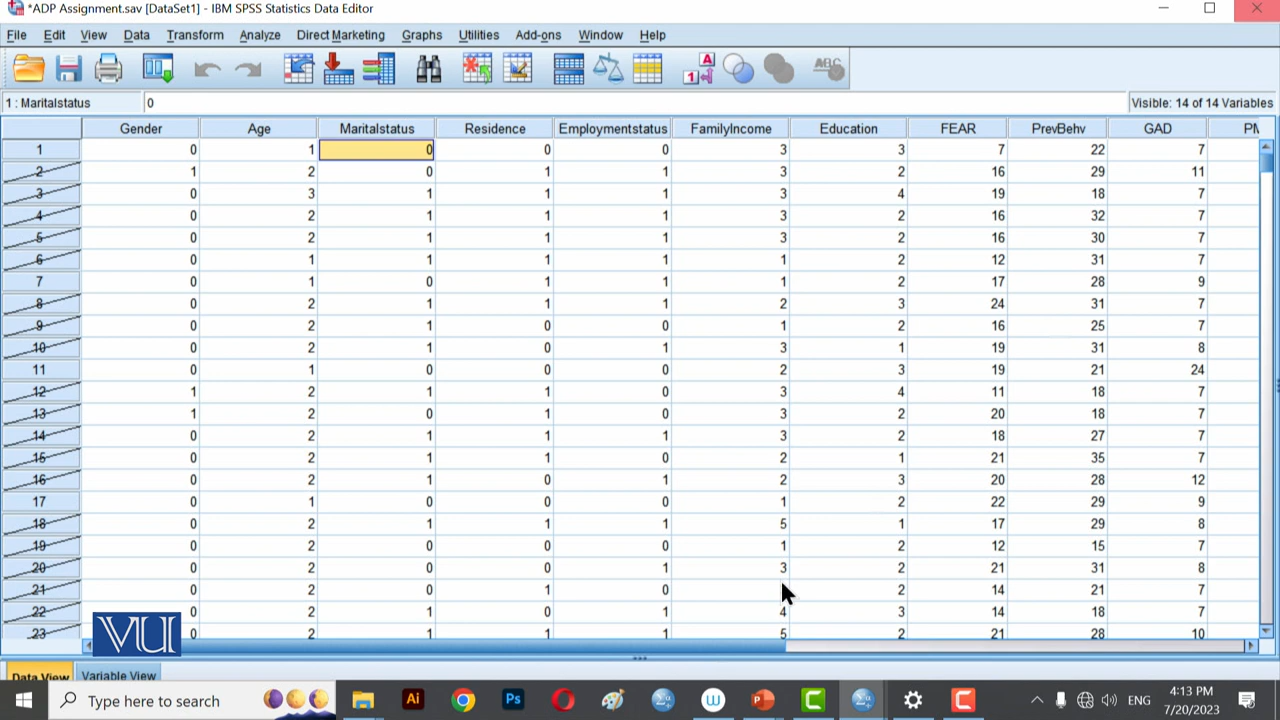 *ADP Assignment.sav [DataSet1] - IBM SPSS Statistics Data Editor
File Edit View Data Transform Analyze Direct Marketing Graphs Utilities Add-ons Window Help
1 : Maritalstatus 0 Visible: 14 of 14 Variables
Gender Age Maritalstatus Residence Employmentstatus FamilyIncome Education FEAR PrevBehv GAD
1 0 1 0 0 0 3 3 7 22 7
2 1 2 0 1 1 3 2 16 29 11
3 0 3 1 1 1 3 4 19 18 7
4 0 2 1 1 1 3 2 16 32 7
5 0 2 1 1 1 3 2 16 30 7
6 0 1 1 1 1 1 2 12 31 7
7 0 1 0 1 1 1 2 17 28 9
8 0 2 1 1 1 2 3 24 31 7
9 0 2 1 0 0 1 2 16 25 7
10 0 2 1 0 1 3 1 19 31 8
11 0 1 0 0 0 2 3 19 21 24
12 1 2 1 1 0 3 4 11 18 7
13 1 2 0 1 0 3 2 20 18 7
14 0 2 1 1 1 3 2 18 27 7
15 0 2 1 1 0 2 1 21 35 7
16 0 2 1 0 1 2 3 20 28 12
17 0 1 0 0 0 1 2 22 29 9
18 0 2 1 1 1 5 1 17 29 8
19 0 2 0 0 0 1 2 12 15 7
20 0 2 0 0 1 3 2 21 31 8
21 0 2 0 1 0 2 14 21 7
22 0 2 1 0 1 4 3 14 18 7
23 0 2 1 1 1 5 2 21 28 10
VU
Data View Variable View
Type here to search Ai Ps ENG 4:13 PM
7/20/2023